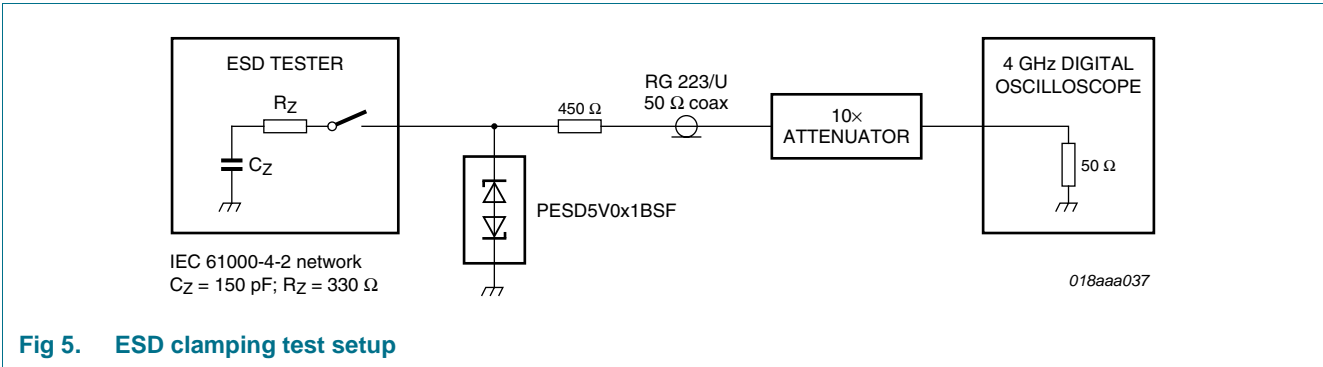 ESD TESTER
RZ
CZ
IEC 61000-4-2 network
CZ = 150 pF; RZ = 330 Ω
450 Ω
RG 223/U
50 Ω coax
PESD5V0x1BSF
10×
ATTENUATOR
4 GHz DIGITAL
OSCILLOSCOPE
50 Ω
018aaa037
Fig 5. ESD clamping test setup